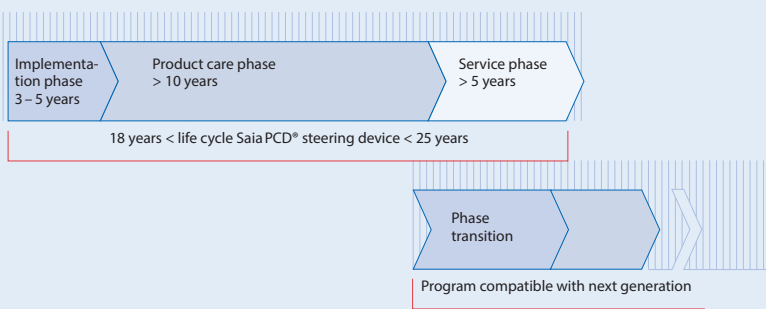 Implementa-
tion phase
3 – 5 years
Product care phase
> 10 years
Service phase
> 5 years
18 years < life cycle Saia PCD® steering device < 25 years
Phase
transition
Program compatible with next generation